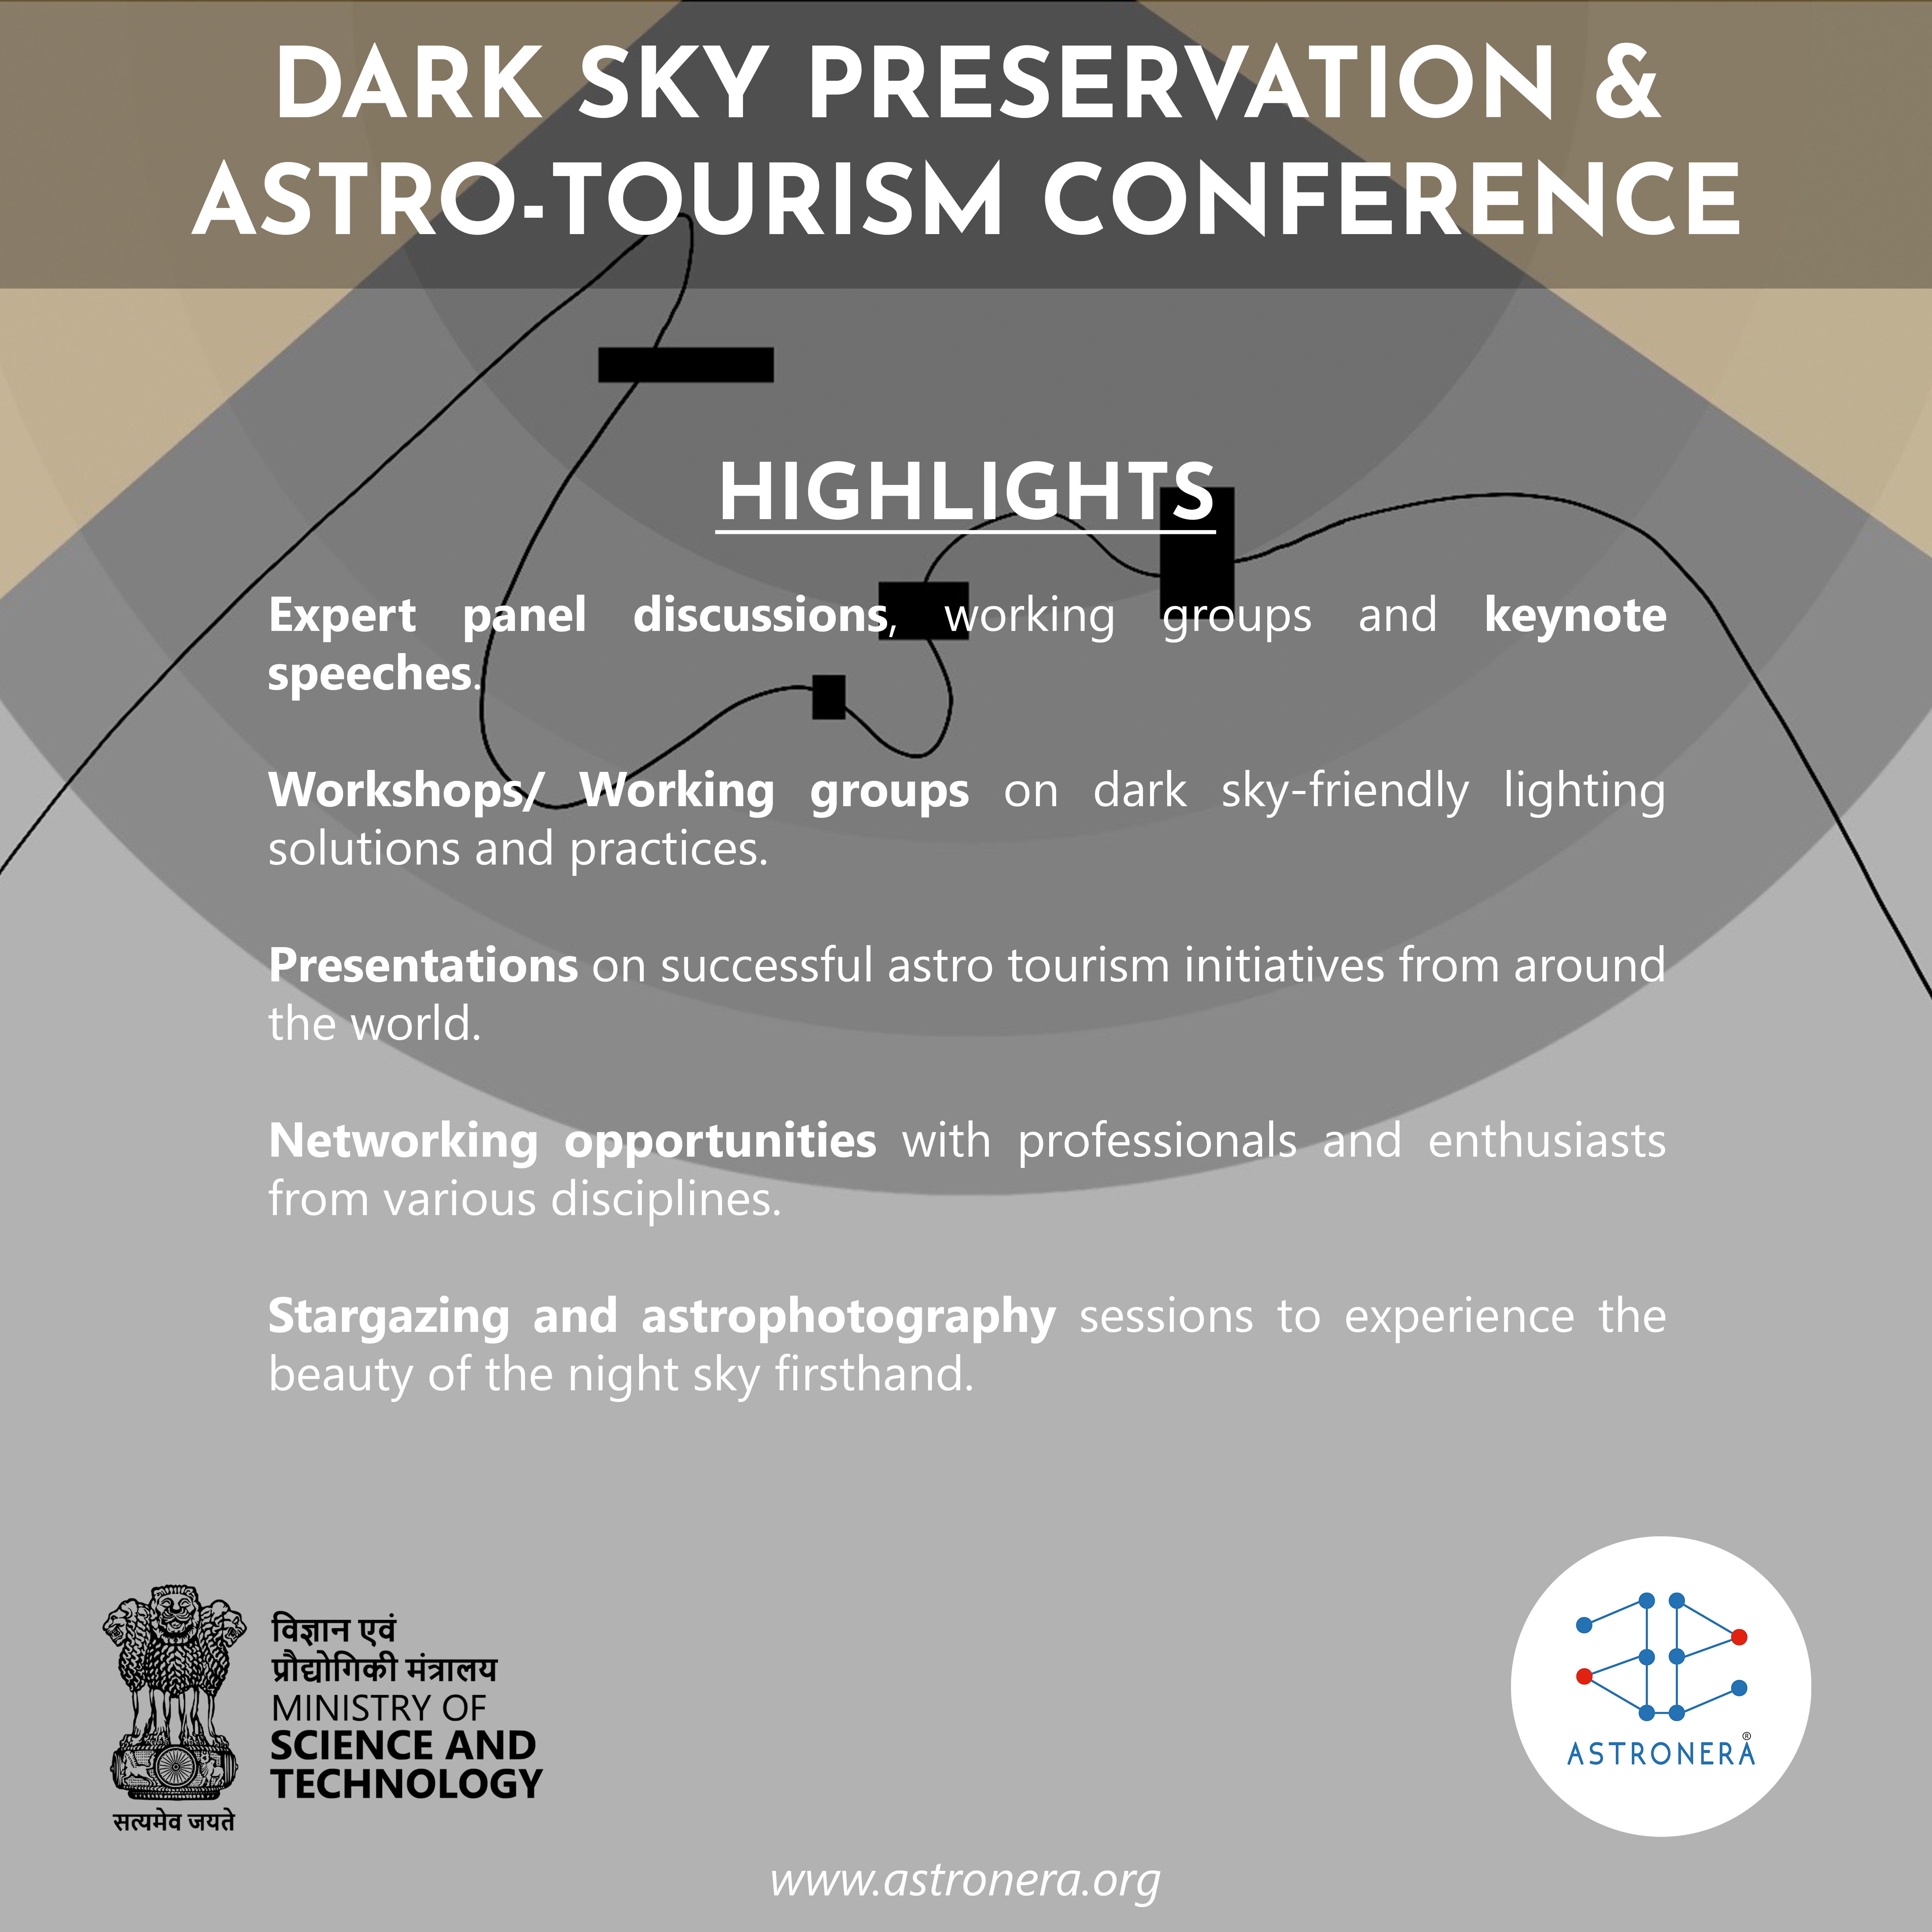 DARK SKY PRESERVATION &
ASTRO-TOURISM CONFERENCE
HIGHLIGHTS
Expert panel discussions, working groups and keynote
speeches.
Workshops/ Working groups on dark sky-friendly lighting
solutions and practices.
Presentations on successful astro tourism initiatives from around
the world.
Networking opportunities with professionals and enthusiasts
from various disciplines.
Stargazing and astrophotography sessions to experience the
beauty of the night sky firsthand.
विज्ञान एवं
प्रौद्योगिकी मंत्रालय
MINISTRY OF
SCIENCE AND
TECHNOLOGY
सत्यमेव जयते
ASTRONERA®
www.astronera.org